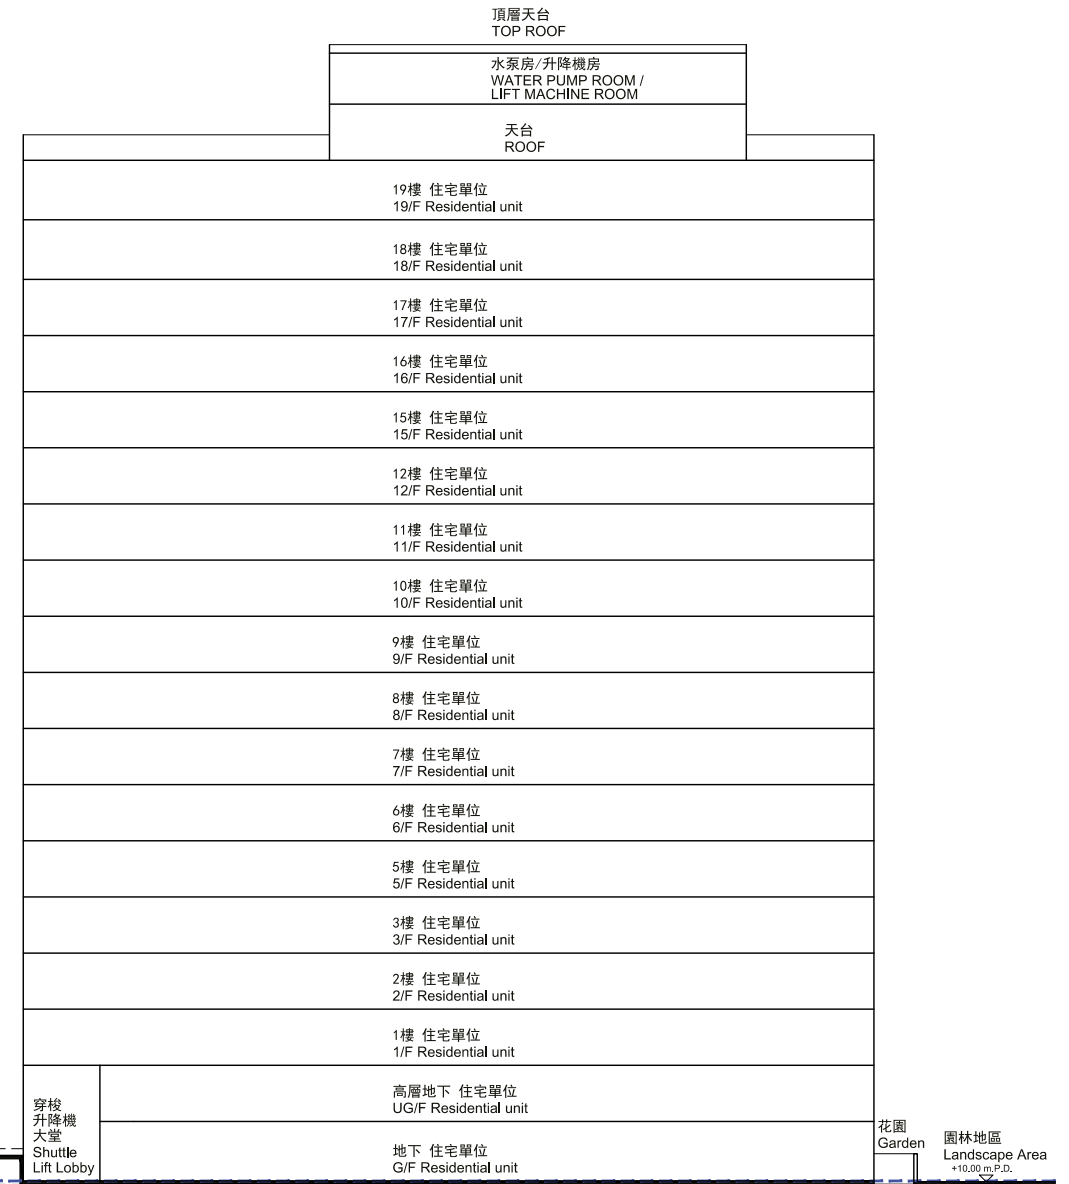 頂層天台
TOP ROOF
水泵房/升降機房
WATER PUMP ROOM /
LIFT MACHINE ROOM
天台
ROOF
19樓 住宅單位
19/F Residential unit
18樓 住宅單位
18/F Residential unit
17樓 住宅單位
17/F Residential unit
16樓 住宅單位
16/F Residential unit
15樓 住宅單位
15/F Residential unit
12樓 住宅單位
12/F Residential unit
11樓 住宅單位
11/F Residential unit
10樓 住宅單位
10/F Residential unit
9樓 住宅單位
9/F Residential unit
8樓 住宅單位
8/F Residential unit
7樓 住宅單位
7/F Residential unit
6樓 住宅單位
6/F Residential unit
5樓 住宅單位
5/F Residential unit
3樓 住宅單位
3/F Residential unit
2樓 住宅單位
2/F Residential unit
1樓 住宅單位
1/F Residential unit
高層地下 住宅單位
UG/F Residential unit
穿梭
升降機
大堂
Shuttle
Lift Lobby
地下 住宅單位
G/F Residential unit
花園
Garden
園林地區
Landscape Area
+10.00 m.P.D.